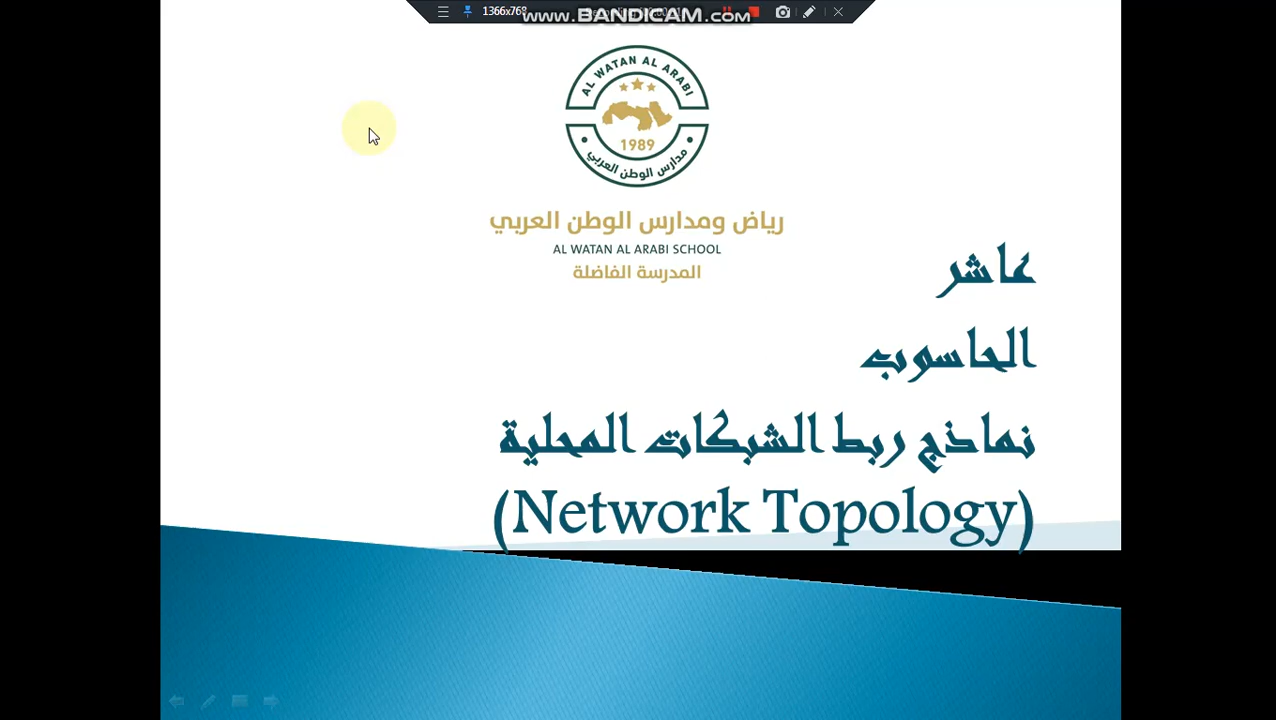 1366x768
www.BANDICAM.com
AL WATAN AL ARABI
1989
مدارس الوطن العربي
رياض ومدارس الوطن العربي
AL WATAN AL ARABI SCHOOL
المدرسة الفاضلة
عاشر
الحاسوب
نماذج ربط الشبكات المحلية
(Network Topology)